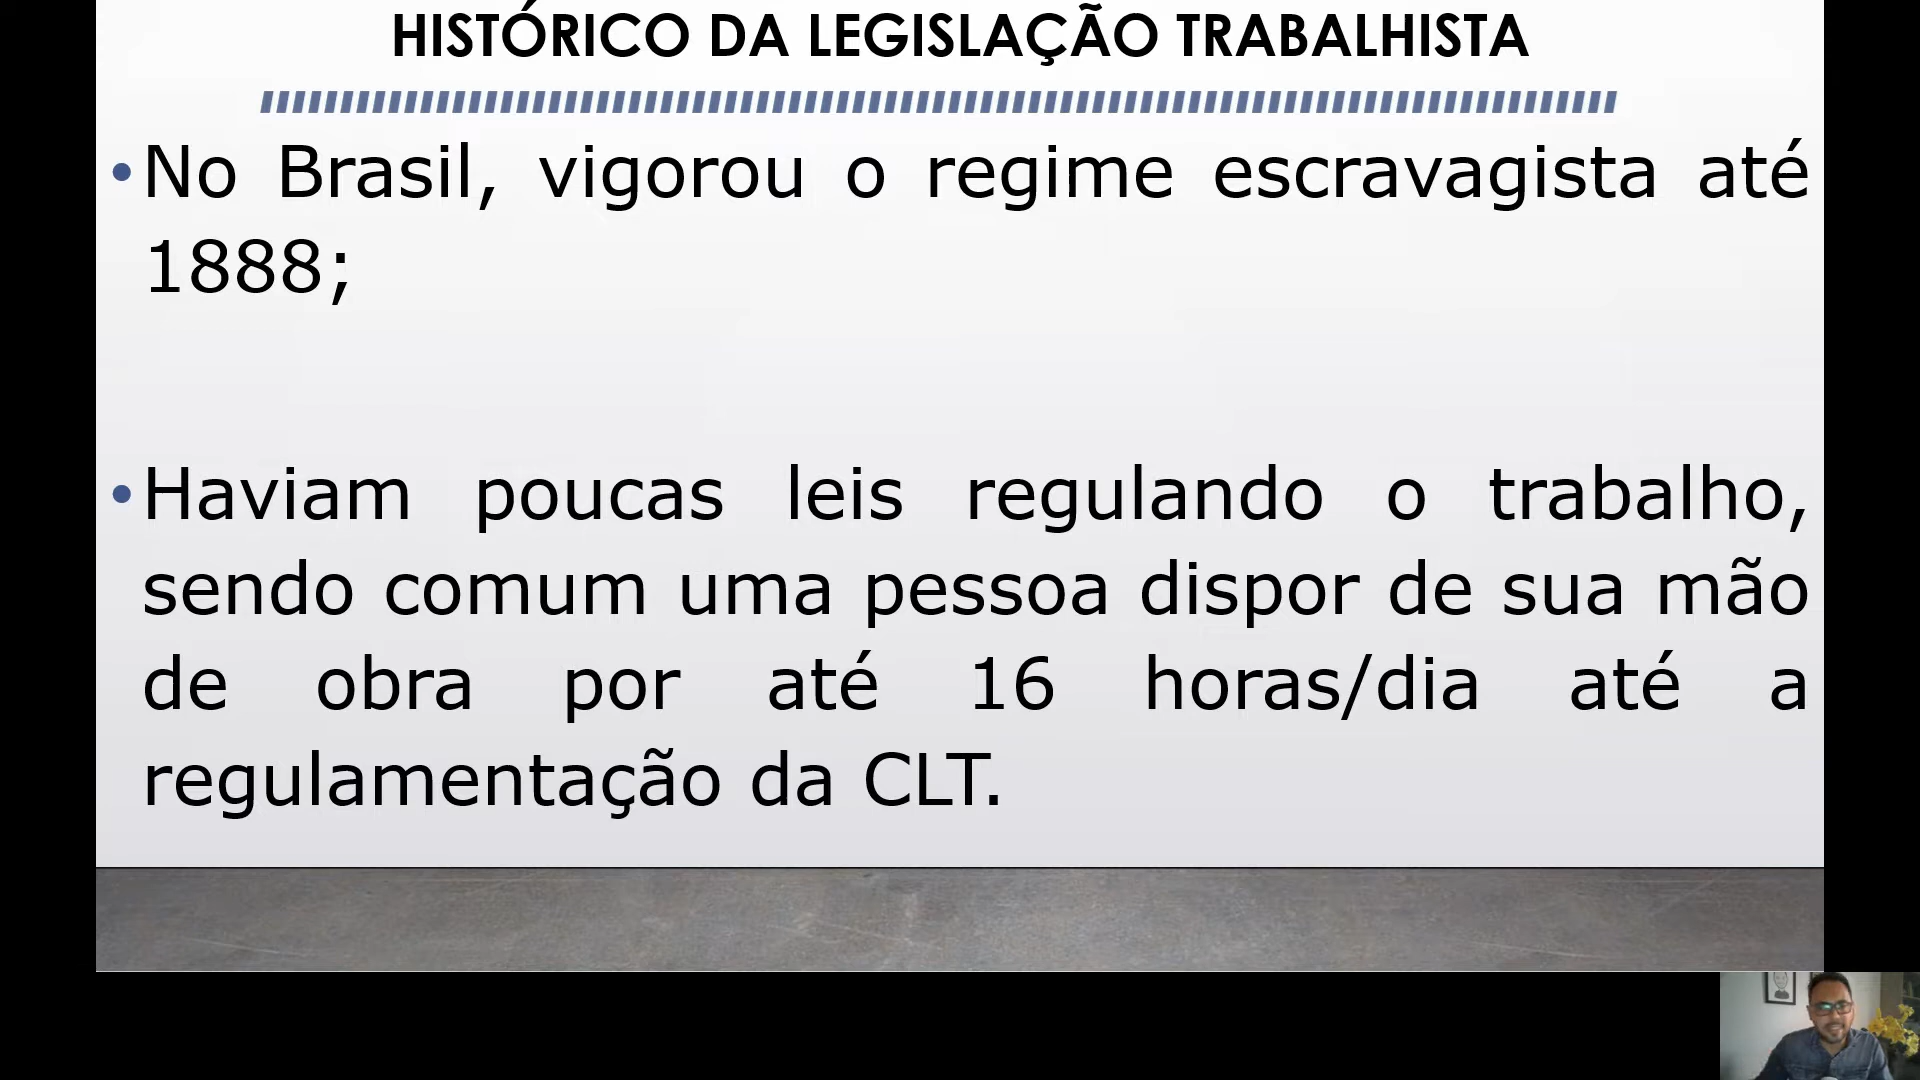 HISTÓRICO DA LEGISLAÇÃO TRABALHISTA
•No Brasil, vigorou o regime escravagista até
1888;
•Haviam poucas leis regulando o trabalho,
sendo comum uma pessoa dispor de sua mão
de obra por até 16 horas/dia até a
regulamentação da CLT.